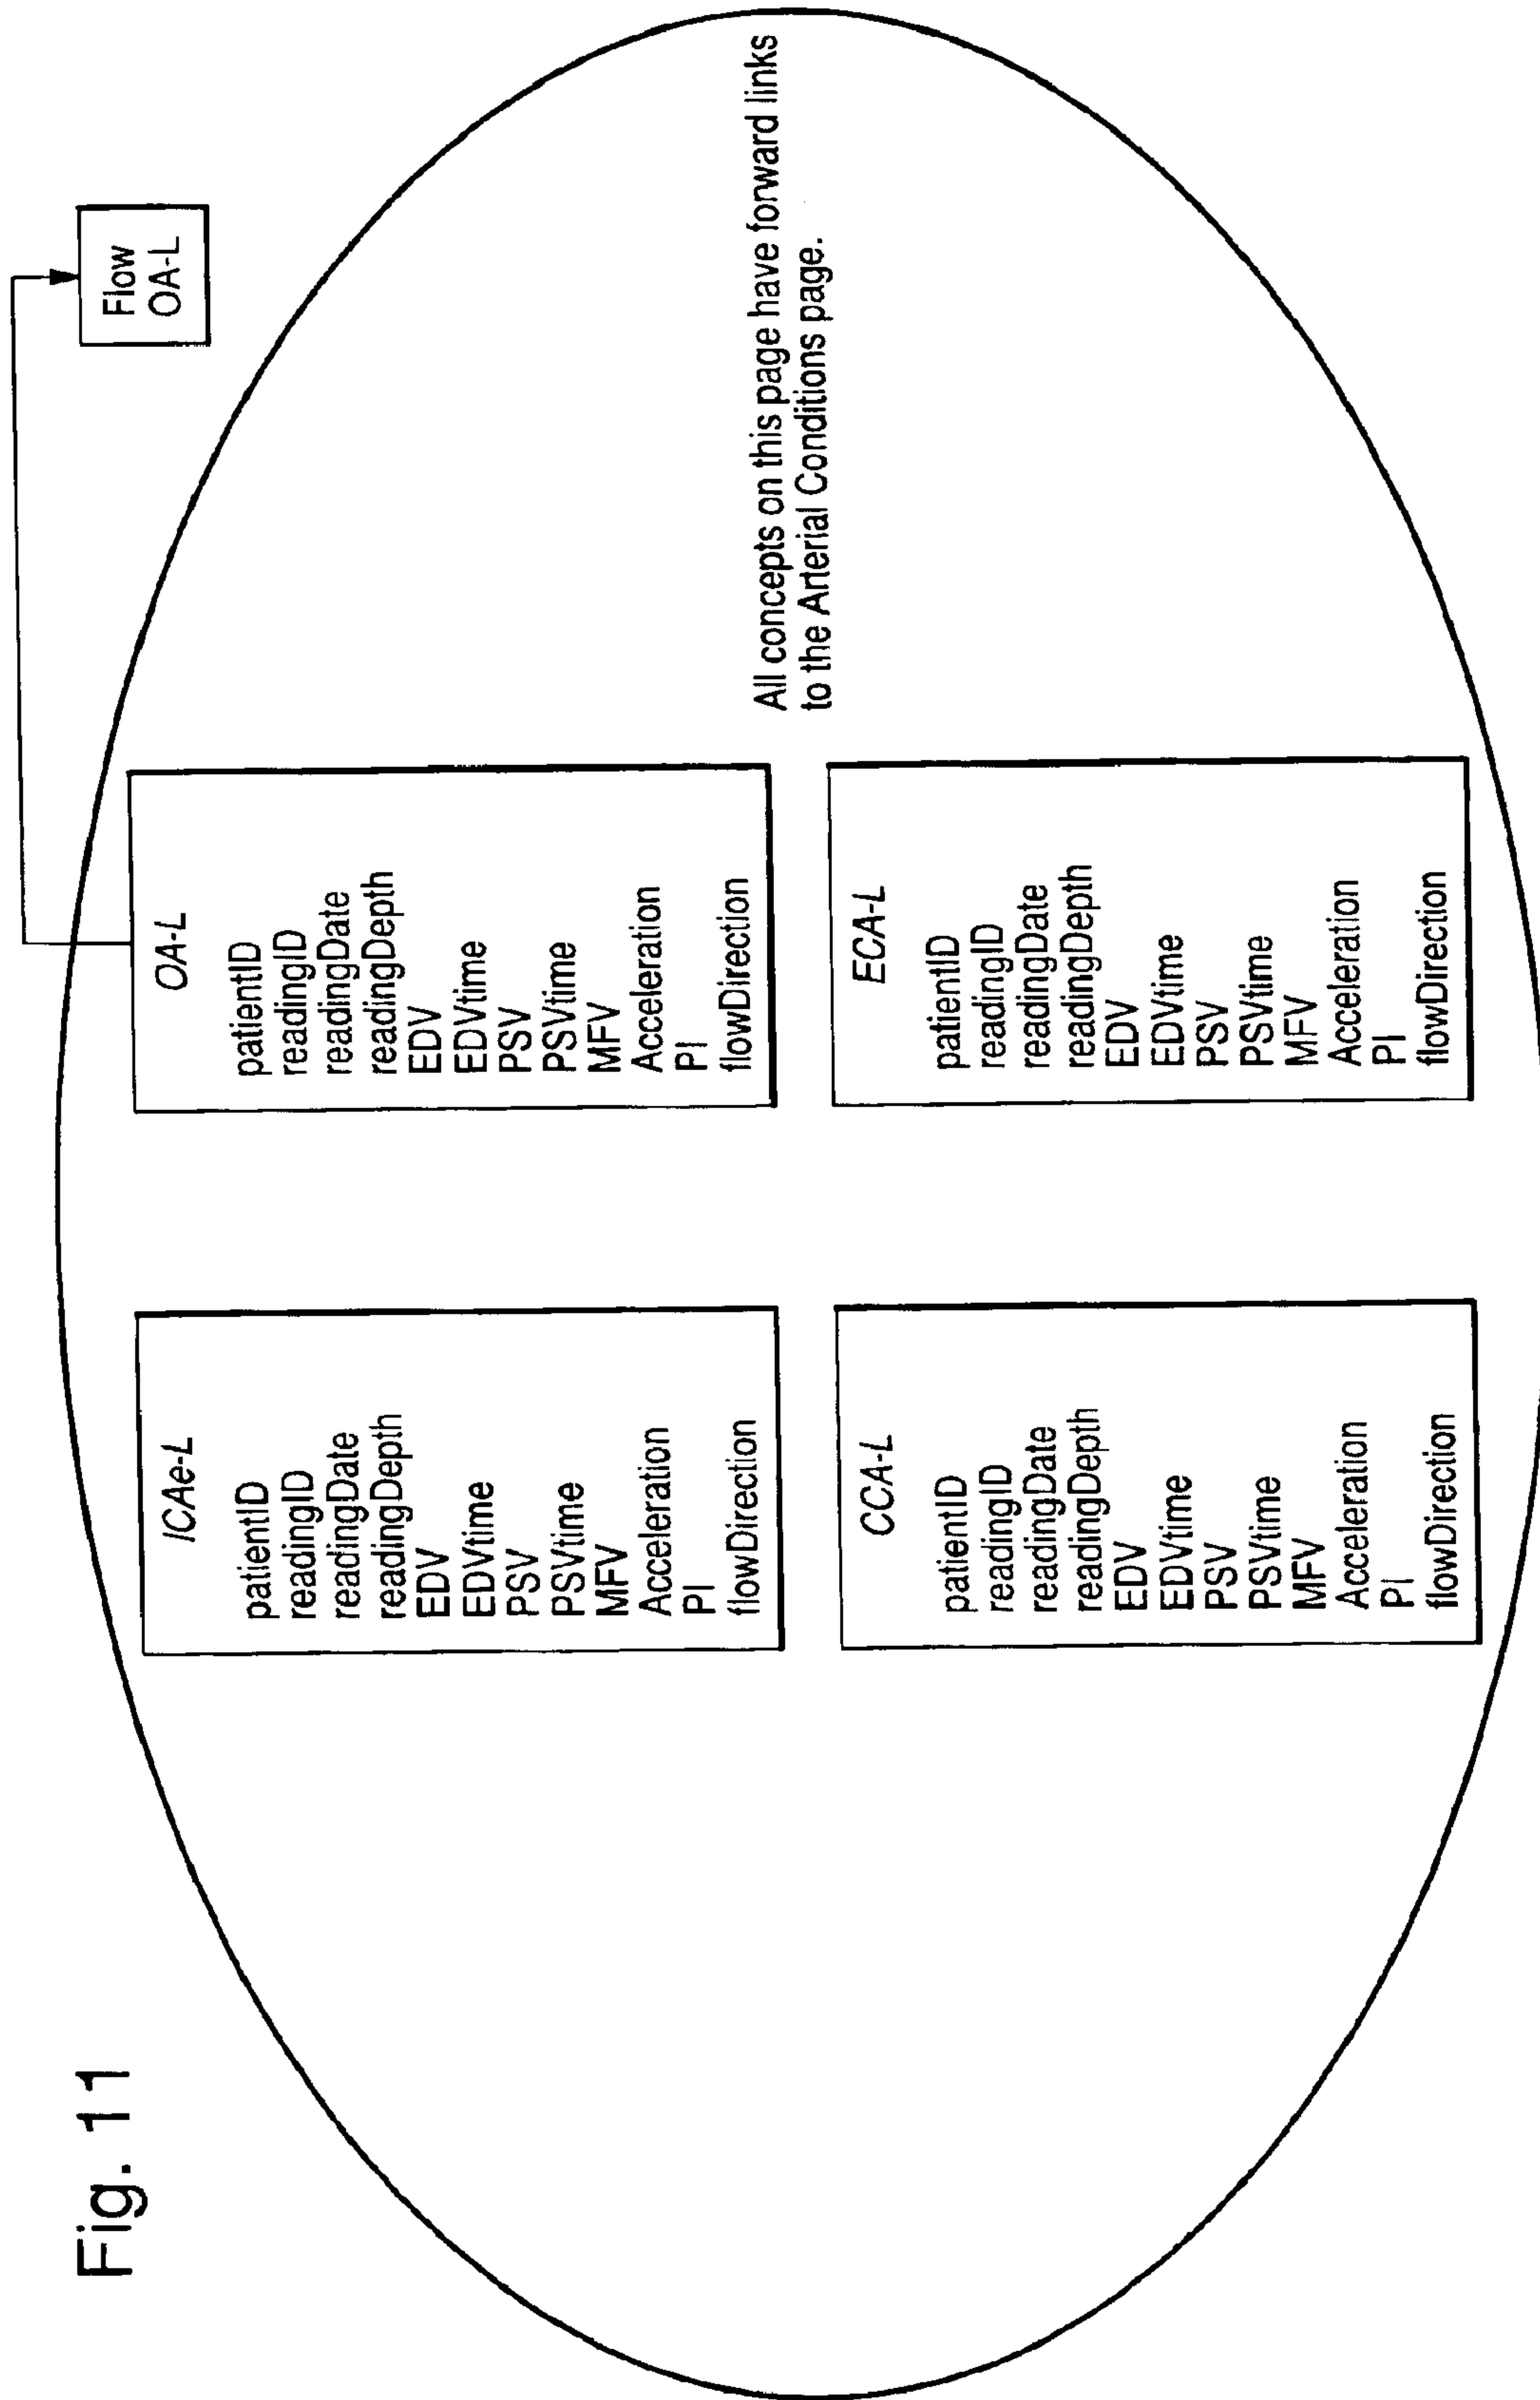 Fig. 11
Flow
OA-L
ICAe-L
patientID
readingID
readingDate
readingDepth
EDV
EDVtime
PSV
PSVtime
MFV
Acceleration
PI
flowDirection
OA-L
patientID
readingID
readingDate
readingDepth
EDV
EDVtime
PSV
PSVtime
MFV
Acceleration
PI
flowDirection
All concepts on this page have forward links
to the Arterial Conditions page.
CCA-L
patientID
readingID
readingDate
readingDepth
EDV
EDVtime
PSV
PSVtime
MFV
Acceleration
PI
flowDirection
ECA-L
patientID
readingID
readingDate
readingDepth
EDV
EDVtime
PSV
PSVtime
MFV
Acceleration
PI
flowDirection